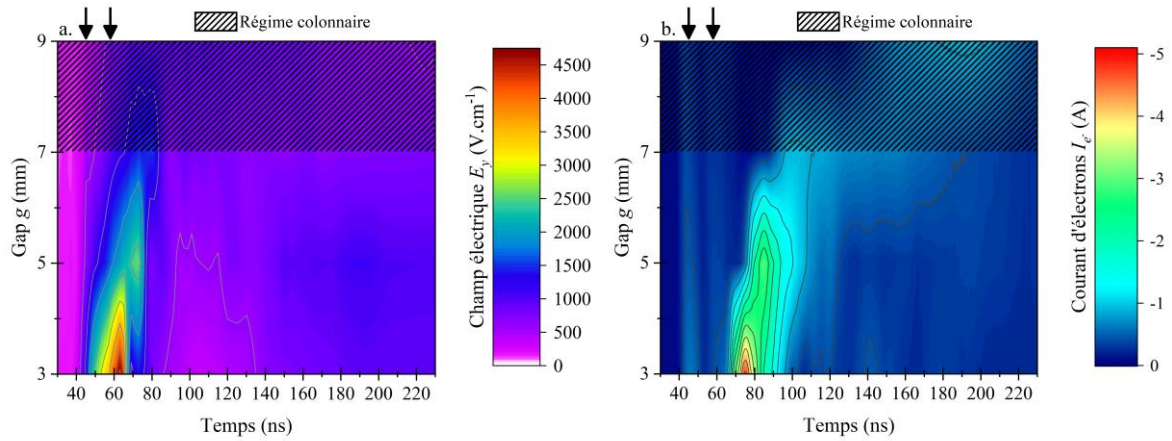 Régime colonnaire
a.
9
7
5
3
Gap g (mm)
40 60 80 100 120 140 160 180 200 220
Temps (ns)
Champ électrique E_y (V.cm⁻¹)
4500
4000
3500
3000
2500
2000
1500
1000
500
0
Régime colonnaire
b.
9
7
5
3
Gap g (mm)
40 60 80 100 120 140 160 180 200 220
Temps (ns)
Courant d'électrons I_e⁻ (A)
-5
-4
-3
-2
-1
0